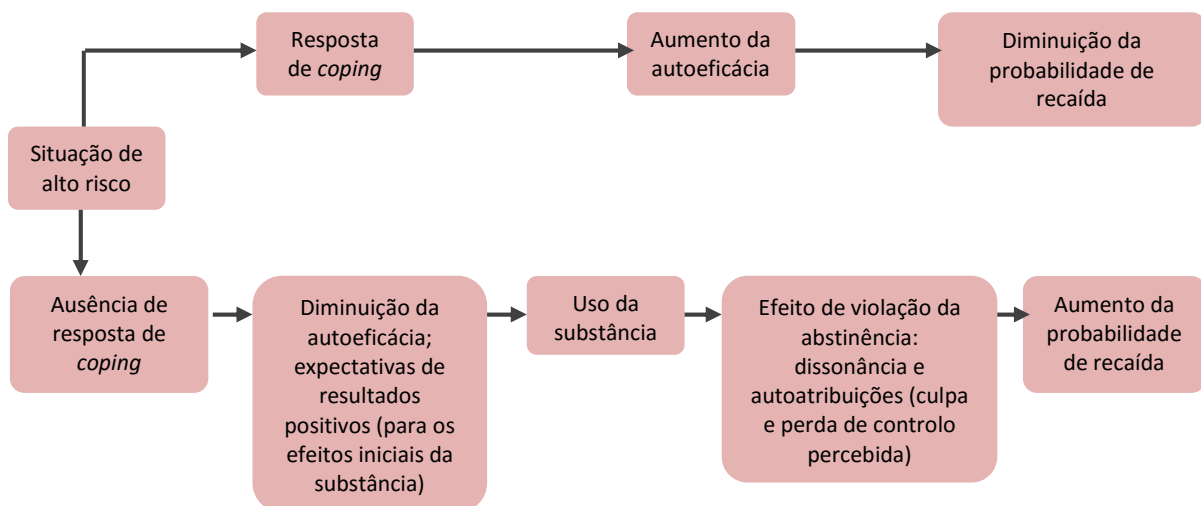 Resposta
de coping
Aumento da
autoeficácia
Diminuição da
probabilidade de
recaída
Situação de
alto risco
Ausência de
resposta de
coping
Diminuição da
autoeficácia;
expectativas de
resultados
positivos (para os
efeitos iniciais da
substância)
Uso da
substância
Efeito de violação da
abstinência:
dissonância e
autoatribuições (culpa
e perda de controlo
percebida)
Aumento da
probabilidade
de recaída